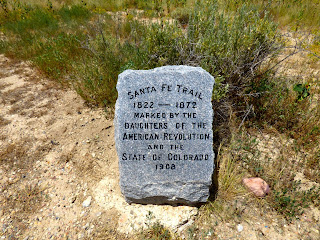 SANTA FE TRAIL
1822 — 1872
MARKED BY THE
DAUGHTERS OF THE
AMERICAN REVOLUTION
AND THE
STATE OF COLORADO
1908